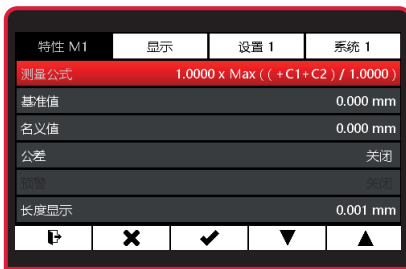 特性 M1 显示 设置 1 系统 1
测量公式 1.0000 x Max ( ( +C1+C2 ) / 1.0000 )
基准值 0.000 mm
名义值 0.000 mm
公差 关闭
预警 关闭
长度显示 0.001 mm